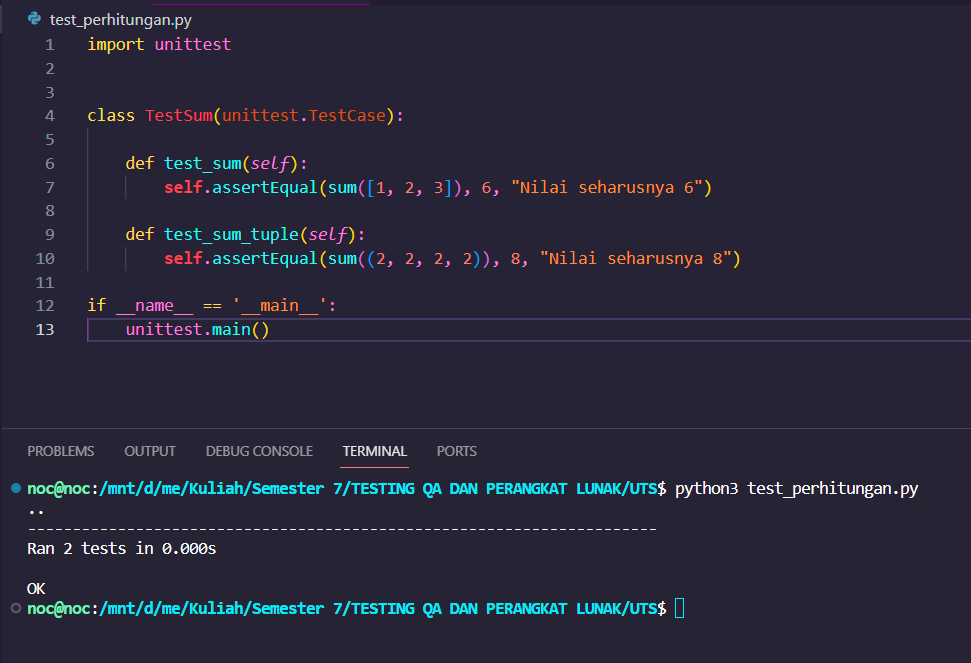 test_perhitungan.py
1 import unittest
2
3
4 class TestSum(unittest.TestCase):
5
6 def test_sum(self):
7 self.assertEqual(sum([1, 2, 3]), 6, "Nilai seharusnya 6")
8
9 def test_sum_tuple(self):
10 self.assertEqual(sum((2, 2, 2, 2)), 8, "Nilai seharusnya 8")
11
12 if __name__ == '__main__':
13 unittest.main()
PROBLEMS OUTPUT DEBUG CONSOLE TERMINAL PORTS
noc@noc:/mnt/d/me/Kuliah/Semester 7/TESTING QA DAN PERANGKAT LUNAK/UTS$ python3 test_perhitungan.py
..
----------------------------------------------------------------------
Ran 2 tests in 0.000s
OK
noc@noc:/mnt/d/me/Kuliah/Semester 7/TESTING QA DAN PERANGKAT LUNAK/UTS$